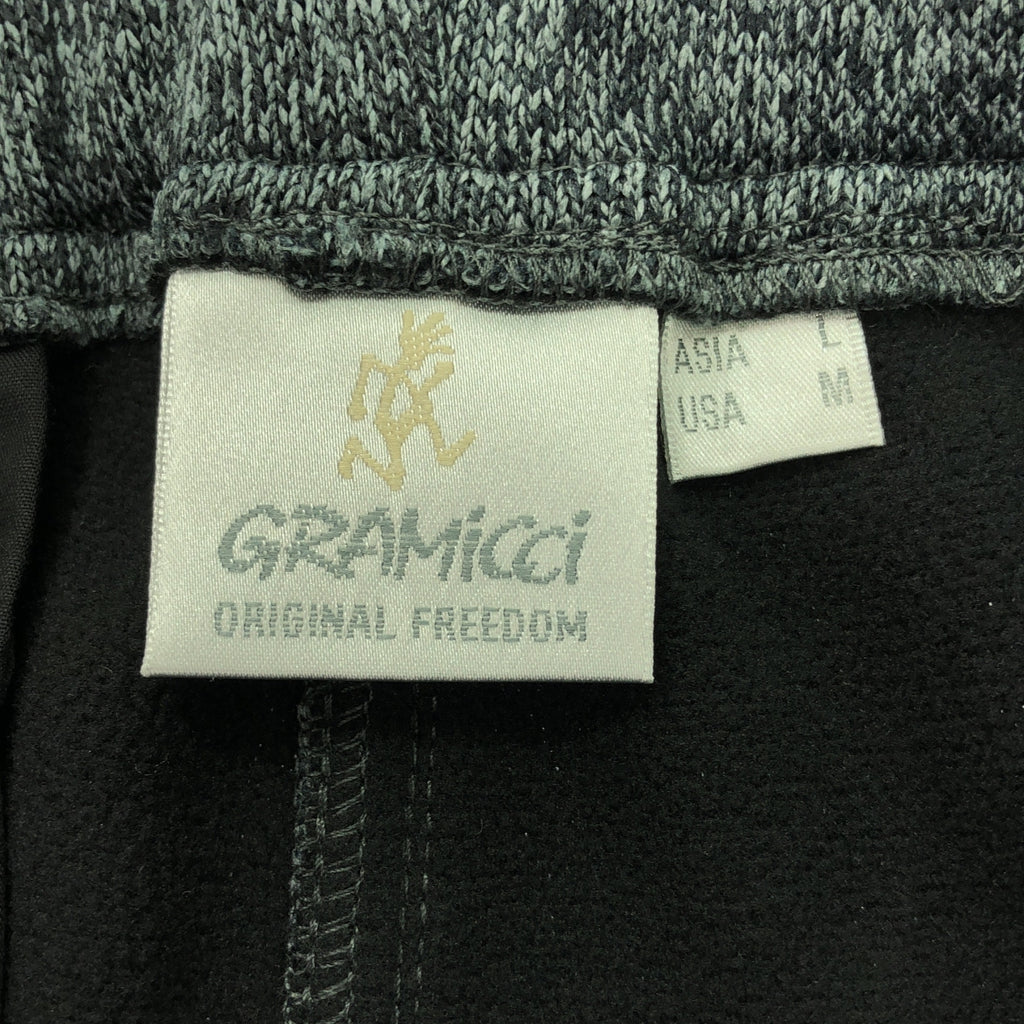 GRAMiCCi
ORIGINAL FREEDOM
ASIA L
USA M